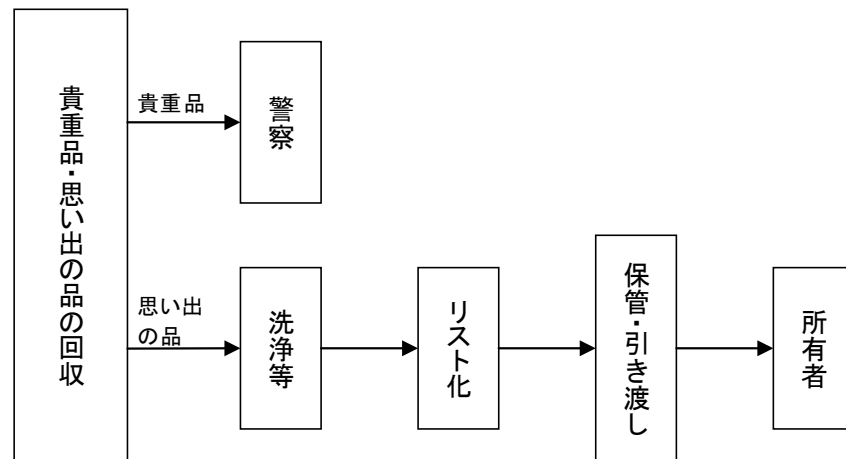 貴重品・思い出の品の回収
貴重品
警察
思い出
の品
洗浄等
リスト化
保管・引き渡し
所有者